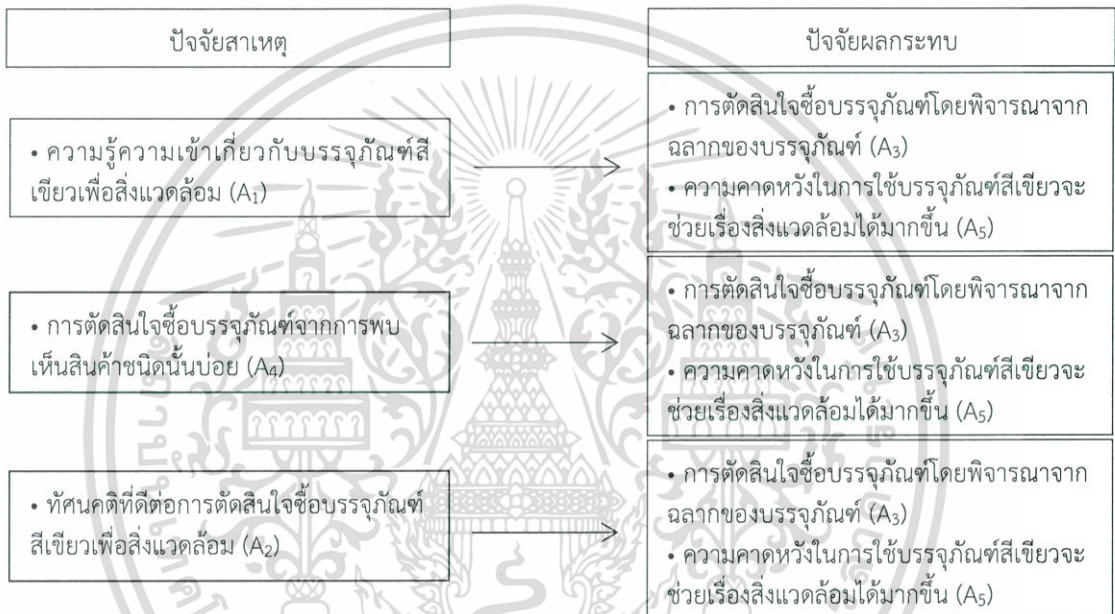 ปัจจัยสาเหตุ
ปัจจัยผลกระทบ
• ความรู้ความเข้าเกี่ยวกับบรรจุภัณฑ์สี
เขียวเพื่อสิ่งแวดล้อม (A₁)
• การตัดสินใจซื้อบรรจุภัณฑ์โดยพิจารณาจาก
ฉลากของบรรจุภัณฑ์ (A₃)
• ความคาดหวังในการใช้บรรจุภัณฑ์สีเขียวจะ
ช่วยเรื่องสิ่งแวดล้อมได้มากขึ้น (A₅)
• การตัดสินใจซื้อบรรจุภัณฑ์จากการพบ
เห็นสินค้าชนิดนั้นบ่อย (A₄)
• การตัดสินใจซื้อบรรจุภัณฑ์โดยพิจารณาจาก
ฉลากของบรรจุภัณฑ์ (A₃)
• ความคาดหวังในการใช้บรรจุภัณฑ์สีเขียวจะ
ช่วยเรื่องสิ่งแวดล้อมได้มากขึ้น (A₅)
• ทัศนคติที่ดีต่อการตัดสินใจซื้อบรรจุภัณฑ์
สีเขียวเพื่อสิ่งแวดล้อม (A₂)
• การตัดสินใจซื้อบรรจุภัณฑ์โดยพิจารณาจาก
ฉลากของบรรจุภัณฑ์ (A₃)
• ความคาดหวังในการใช้บรรจุภัณฑ์สีเขียวจะ
ช่วยเรื่องสิ่งแวดล้อมได้มากขึ้น (A₅)